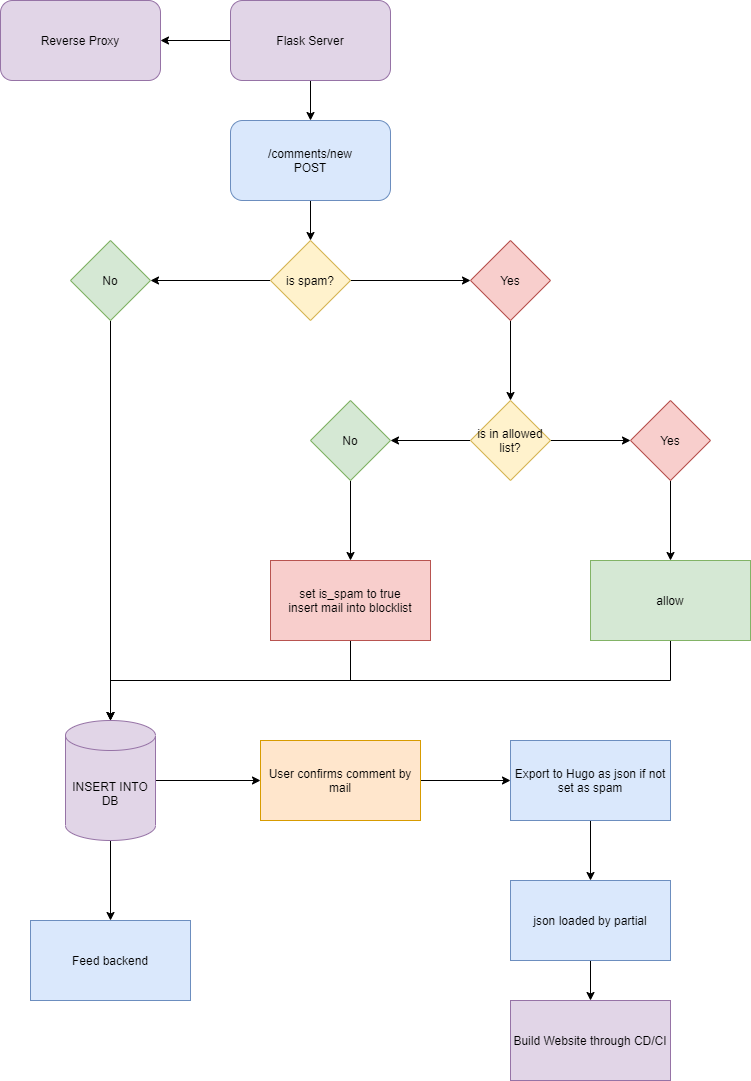 Reverse Proxy
Flask Server
/comments/new
POST
No
is spam?
Yes
No
is in allowed
list?
Yes
set is_spam to true
insert mail into blocklist
allow
INSERT INTO
DB
User confirms comment by
mail
Export to Hugo as json if not
set as spam
Feed backend
json loaded by partial
Build Website through CD/CI